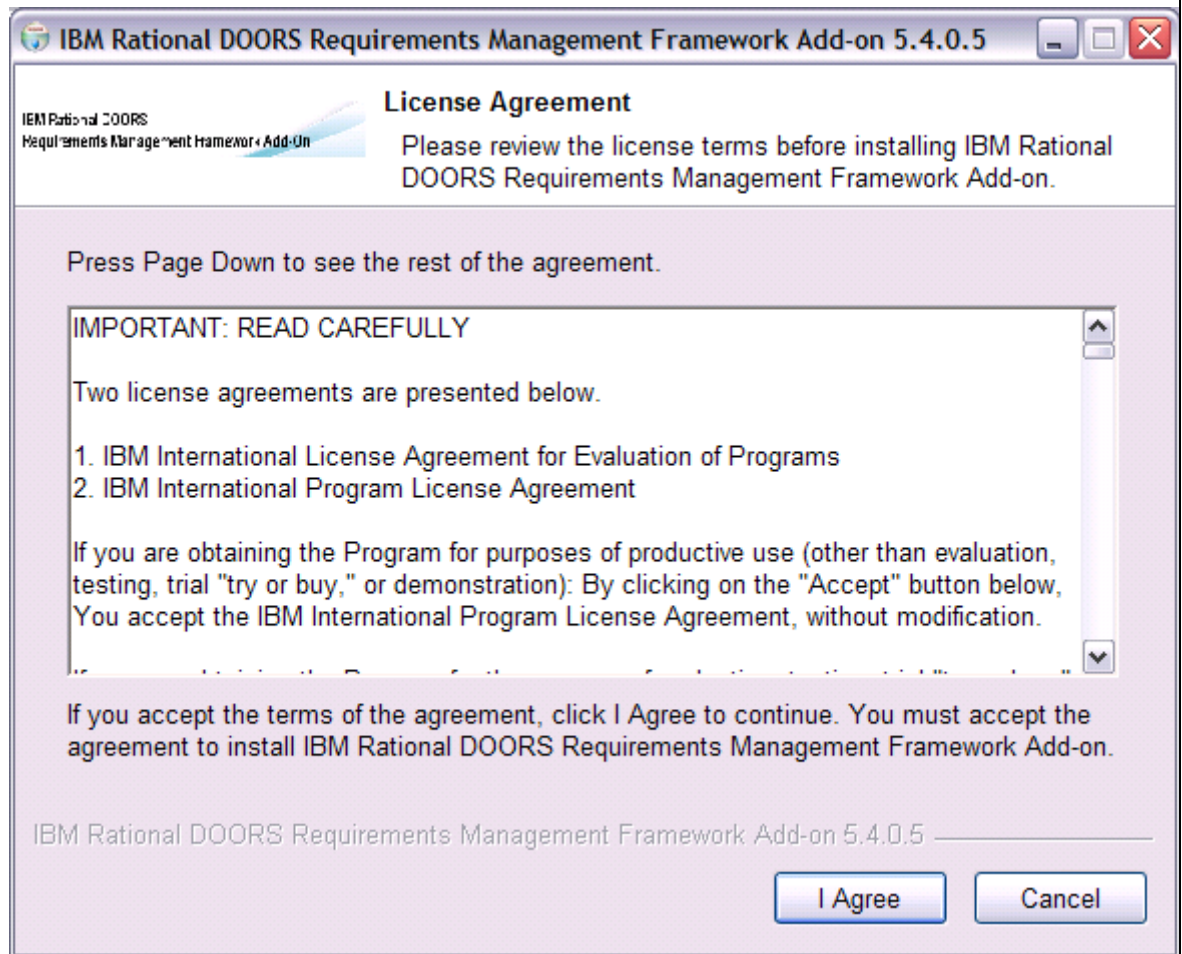 IBM Rational DOORS Requirements Management Framework Add-on 5.4.0.5
IBM Rational DOORS
Requirements Management Framework Add-On
License Agreement
Please review the license terms before installing IBM Rational
DOORS Requirements Management Framework Add-on.
Press Page Down to see the rest of the agreement.
IMPORTANT: READ CAREFULLY
Two license agreements are presented below.
1. IBM International License Agreement for Evaluation of Programs
2. IBM International Program License Agreement
If you are obtaining the Program for purposes of productive use (other than evaluation,
testing, trial "try or buy," or demonstration): By clicking on the "Accept" button below,
You accept the IBM International Program License Agreement, without modification.
If you accept the terms of the agreement, click I Agree to continue. You must accept the
agreement to install IBM Rational DOORS Requirements Management Framework Add-on.
IBM Rational DOORS Requirements Management Framework Add-on 5.4.0.5
I Agree
Cancel